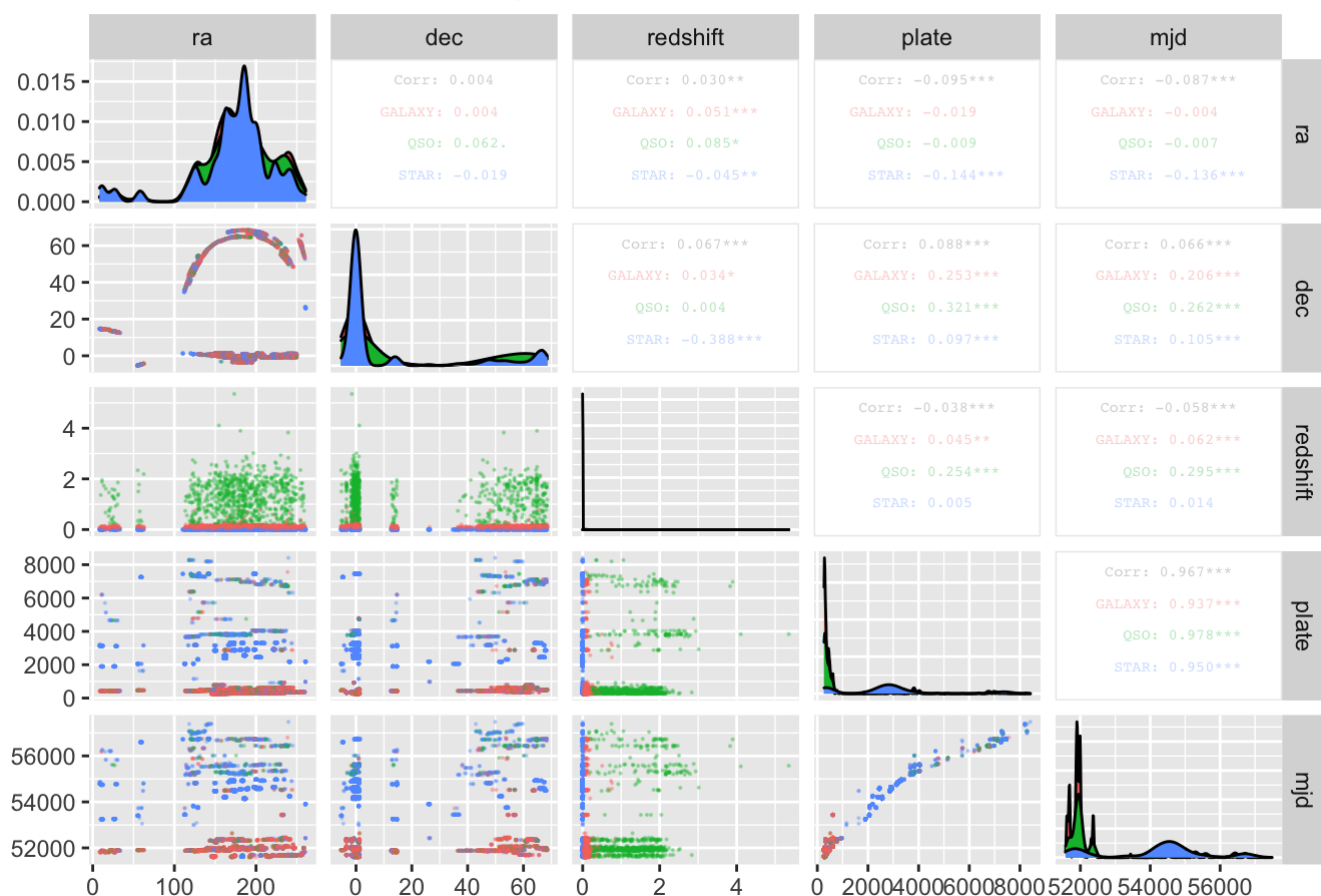 ra dec redshift plate mjd
0.015
0.010
0.005
0.000
Corr: 0.004
GALAXY: 0.004
QSO: 0.062.
STAR: -0.019
Corr: 0.030**
GALAXY: 0.051***
QSO: 0.085*
STAR: -0.045**
Corr: -0.095***
GALAXY: -0.019
QSO: -0.009
STAR: -0.144***
Corr: -0.087***
GALAXY: -0.004
QSO: -0.007
STAR: -0.136***
ra
60
40
20
0
Corr: 0.067***
GALAXY: 0.034*
QSO: 0.004
STAR: -0.388***
Corr: 0.088***
GALAXY: 0.253***
QSO: 0.321***
STAR: 0.097***
Corr: 0.066***
GALAXY: 0.206***
QSO: 0.262***
STAR: 0.105***
dec
4
2
0
Corr: -0.038***
GALAXY: 0.045**
QSO: 0.254***
STAR: 0.005
Corr: -0.058***
GALAXY: 0.062***
QSO: 0.295***
STAR: 0.014
redshift
8000
6000
4000
2000
0
Corr: 0.967***
GALAXY: 0.937***
QSO: 0.978***
STAR: 0.950***
plate
56000
54000
52000
mjd
0 100 200 0 20 40 60 0 2 4 0 2000 4000 6000 8000 52000 54000 56000